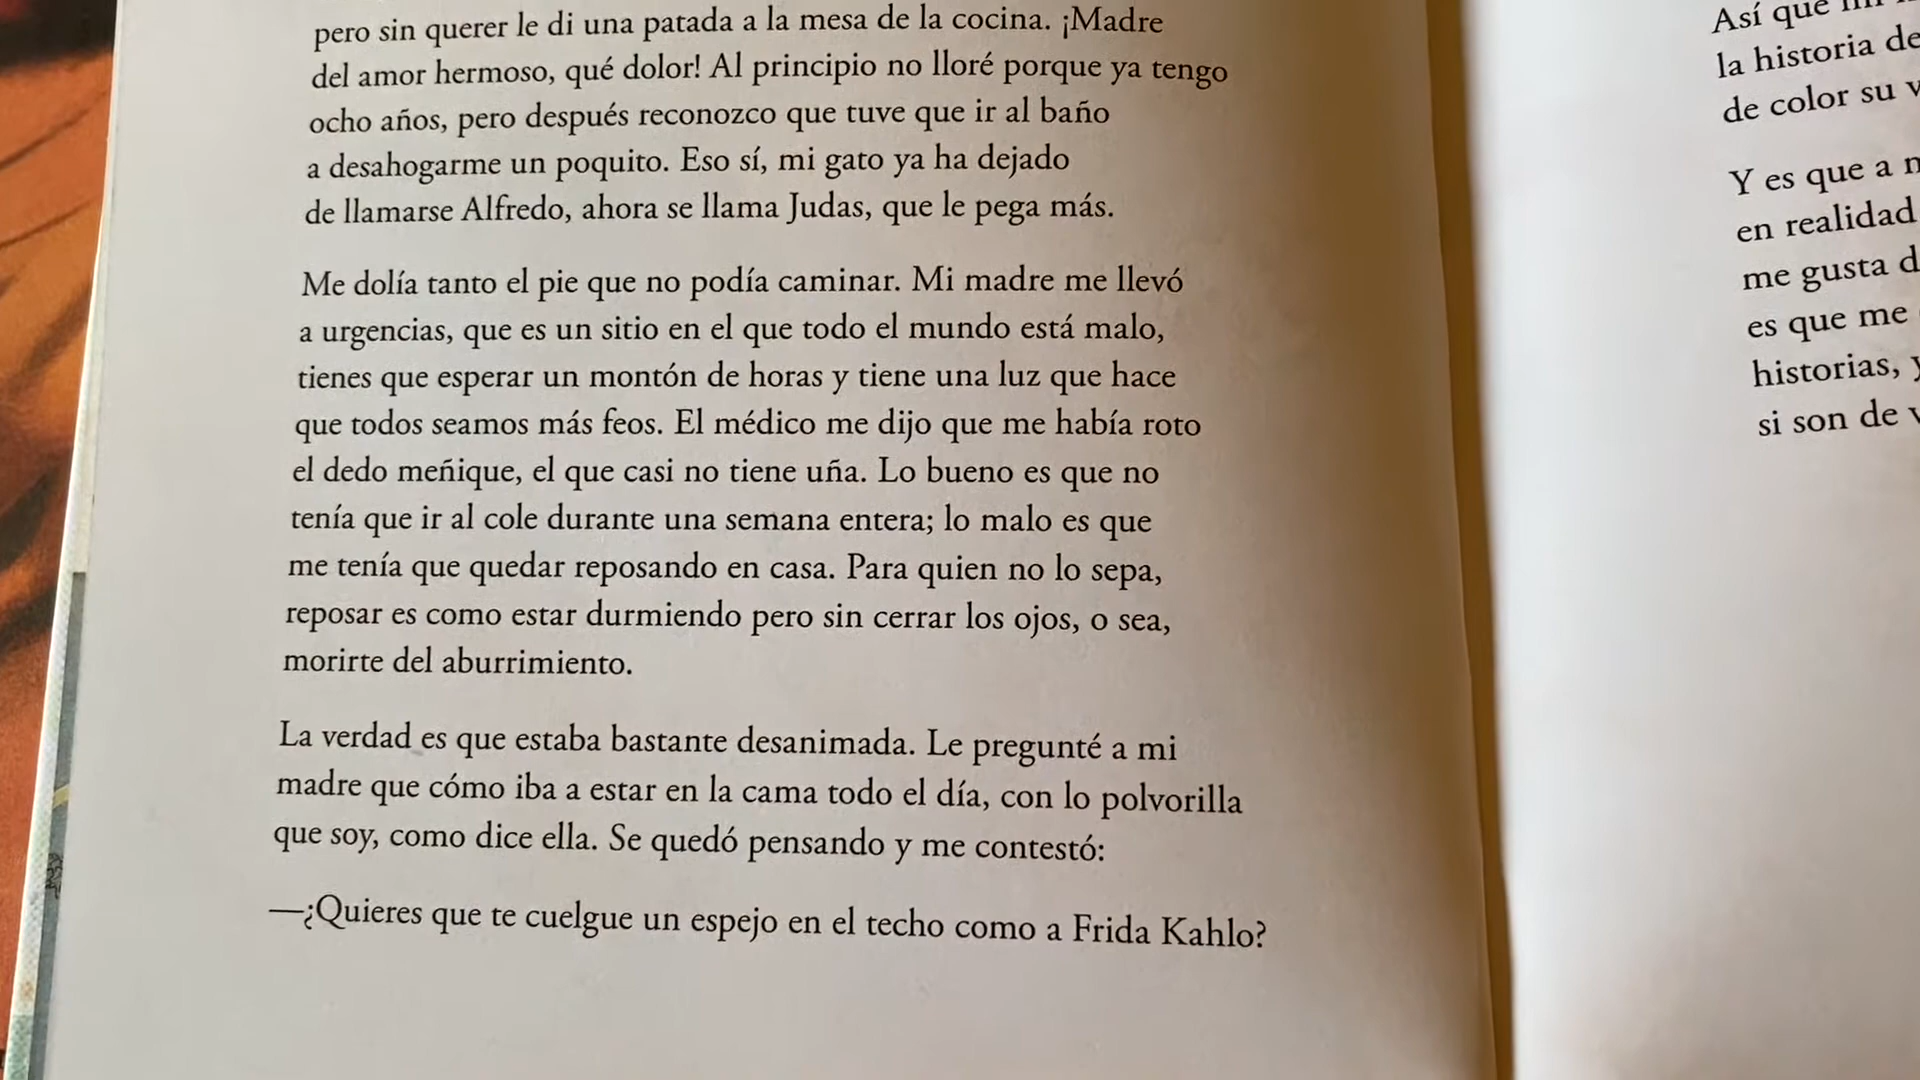 pero sin querer le di una patada a la mesa de la cocina. ¡Madre
del amor hermoso, qué dolor! Al principio no lloré porque ya tengo
ocho años, pero después reconozco que tuve que ir al baño
a desahogarme un poquito. Eso sí, mi gato ya ha dejado
de llamarse Alfredo, ahora se llama Judas, que le pega más.
Me dolía tanto el pie que no podía caminar. Mi madre me llevó
a urgencias, que es un sitio en el que todo el mundo está malo,
tienes que esperar un montón de horas y tiene una luz que hace
que todos seamos más feos. El médico me dijo que me había roto
el dedo meñique, el que casi no tiene uña. Lo bueno es que no
tenía que ir al cole durante una semana entera; lo malo es que
me tenía que quedar reposando en casa. Para quien no lo sepa,
reposar es como estar durmiendo pero sin cerrar los ojos, o sea,
morirte del aburrimiento.
La verdad es que estaba bastante desanimada. Le pregunté a mi
madre que cómo iba a estar en la cama todo el día, con lo polvorilla
que soy, como dice ella. Se quedó pensando y me contestó:
—¿Quieres que te cuelgue un espejo en el techo como a Frida Kahlo?
Así que
la historia de
de color su
Y es que a
en realidad
me gusta
es que me
historias,
si son de